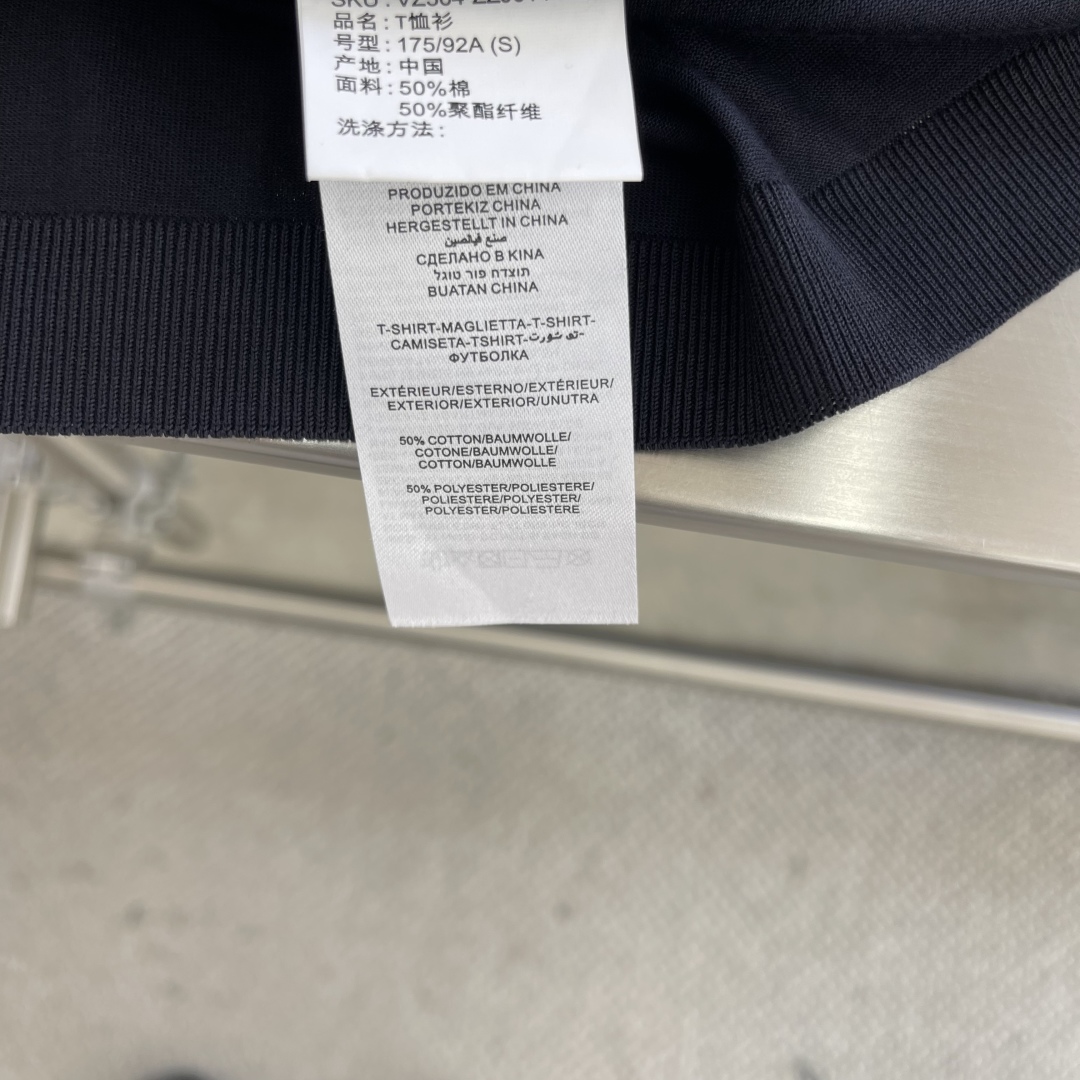 品名：T恤衫
号型：175/92A (S)
产地：中国
面料：50%棉
50%聚酯纤维
洗涤方法：
PRODUZIDO EM CHINA
PORTEKIZ CHINA
HERGESTELLT IN CHINA
صنع فيالصين
СДЕЛАНО В KINA
תוצדח פור טוגל
BUATAN CHINA
T-SHIRT-MAGLIETTA-T-SHIRT-
CAMISETA-TSHIRT-تى شورت-
ФУТБОЛКА
EXTÉRIEUR/ESTERNO/EXTÉRIEUR/
EXTERIOR/EXTERIOR/UNUTRA
50% COTTON/BAUMWOLLE/
COTONE/BAUMWOLLE/
COTTON/BAUMWOLLE
50% POLYESTER/POLIESTERE/
POLIESTERE/POLYESTER/
POLYESTER/POLIESTERE